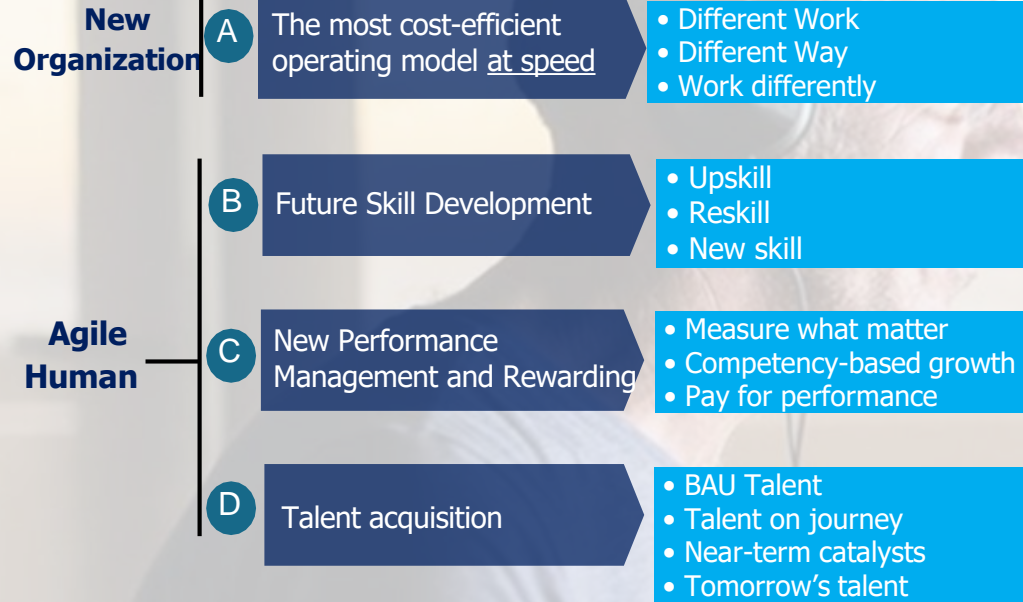 New
Organization
A
The most cost-efficient
operating model at speed
• Different Work
• Different Way
• Work differently
B
Future Skill Development
• Upskill
• Reskill
• New skill
Agile
Human
C
New Performance
Management and Rewarding
• Measure what matter
• Competency-based growth
• Pay for performance
D
Talent acquisition
• BAU Talent
• Talent on journey
• Near-term catalysts
• Tomorrow's talent